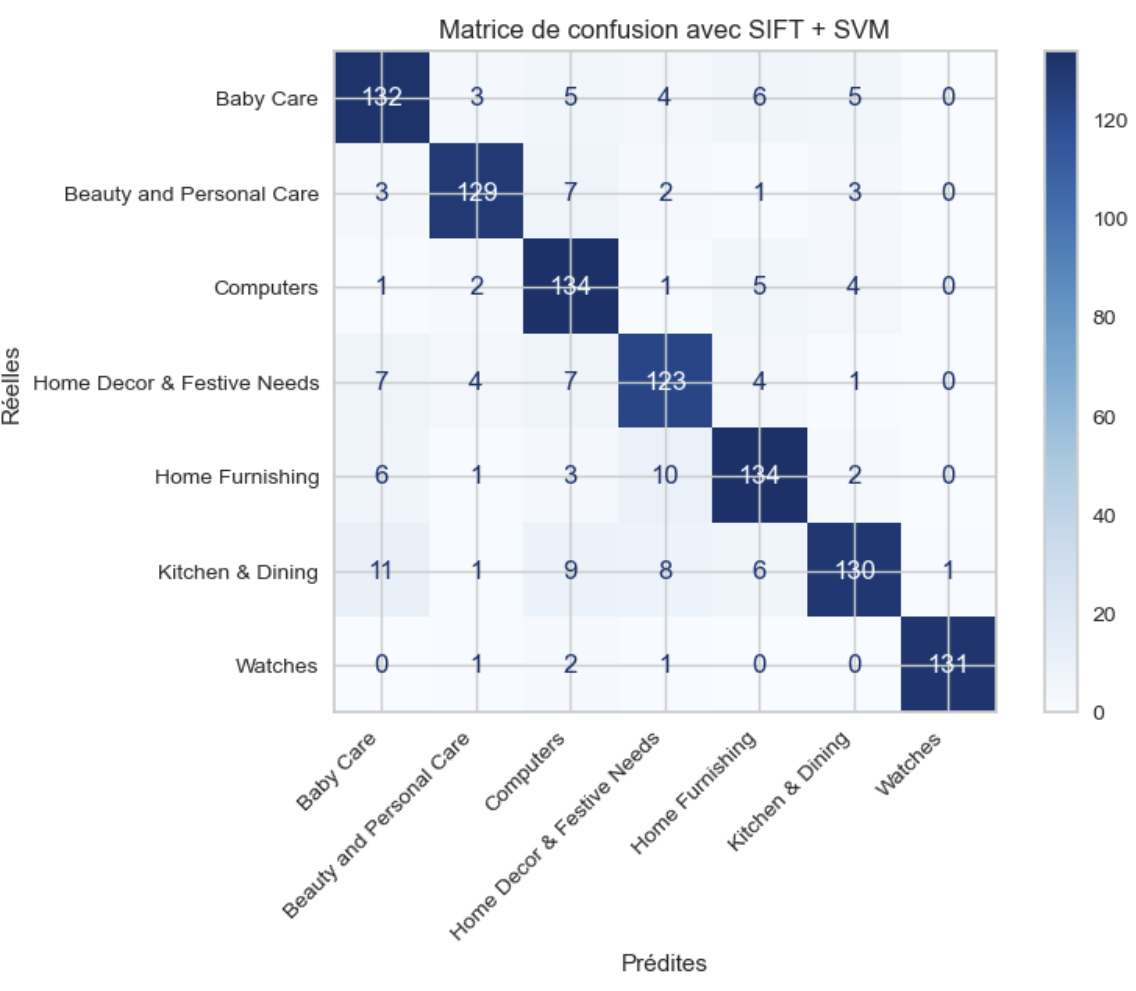 Matrice de confusion avec SIFT + SVM
Réelles
Baby Care 132 3 5 4 6 5 0
Beauty and Personal Care 3 129 7 2 1 3 0
Computers 1 2 134 1 5 4 0
Home Decor & Festive Needs 7 4 7 123 4 1 0
Home Furnishing 6 1 3 10 134 2 0
Kitchen & Dining 11 1 9 8 6 130 1
Watches 0 1 2 1 0 0 131
Baby Care
Beauty and Personal Care
Computers
Home Decor & Festive Needs
Home Furnishing
Kitchen & Dining
Watches
Prédites
120
100
80
60
40
20
0